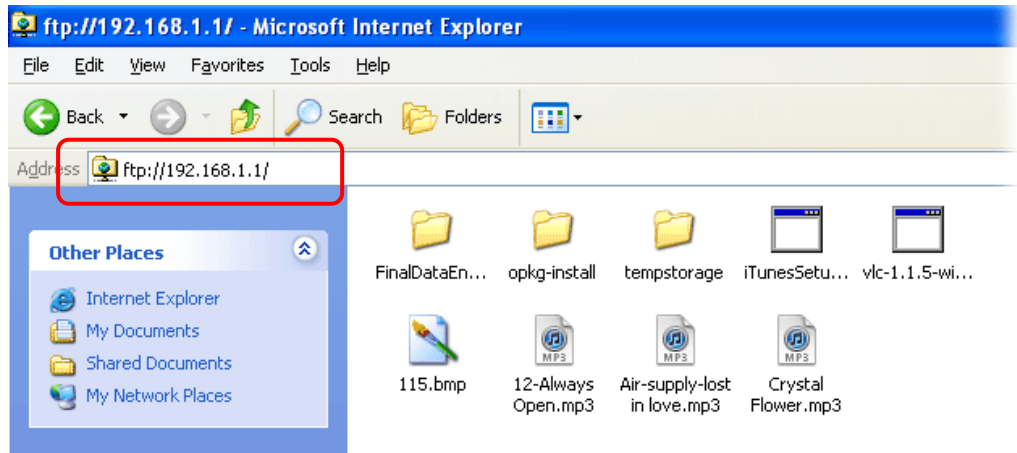 ftp://192.168.1.1/ - Microsoft Internet Explorer
File Edit View Favorites Tools Help
Back Search Folders
Address ftp://192.168.1.1/
Other Places
Internet Explorer
My Documents
Shared Documents
My Network Places
FinalDataEn... opkg-install tempstorage iTunesSetu... vlc-1.1.5-wi...
MP3 MP3 MP3
115.bmp 12-Always Air-supply-lost Crystal
Open.mp3 in love.mp3 Flower.mp3